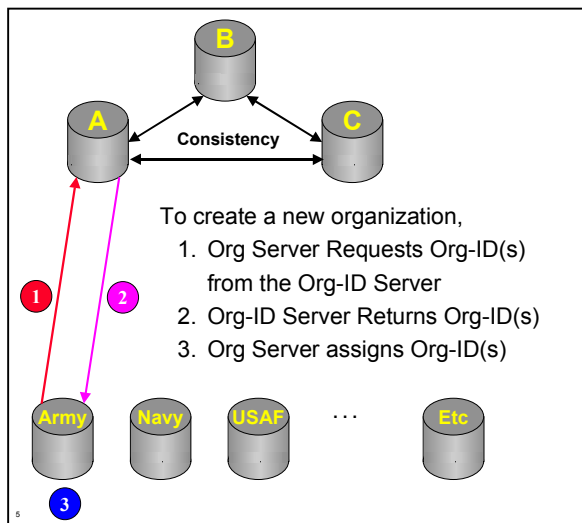 B
A
C
Consistency
To create a new organization,
1. Org Server Requests Org-ID(s)
from the Org-ID Server
2. Org-ID Server Returns Org-ID(s)
3. Org Server assigns Org-ID(s)
1
2
Army
Navy
USAF
...
Etc
3
5